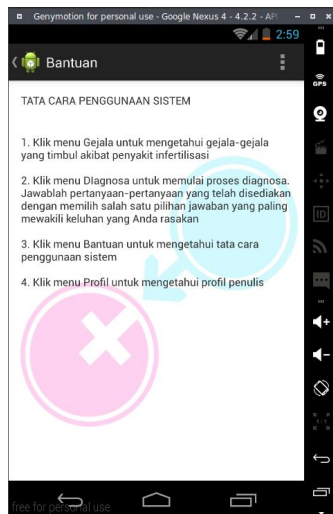 Genymotion for personal use - Google Nexus 4 - 4.2.2 - AP
2:59
Bantuan
GPS
TATA CARA PENGGUNAAN SISTEM
1. Klik menu Gejala untuk mengetahui gejala-gejala
yang timbul akibat penyakit infertilisasi
2. Klik menu DIagnosa untuk memulai proses diagnosa.
Jawablah pertanyaan-pertanyaan yang telah disediakan
dengan memilih salah satu pilihan jawaban yang paling
mewakili keluhan yang Anda rasakan
3. Klik menu Bantuan untuk mengetahui tata cara
penggunaan sistem
4. Klik menu Profil untuk mengetahui profil penulis
ID
1:1
free for personal use